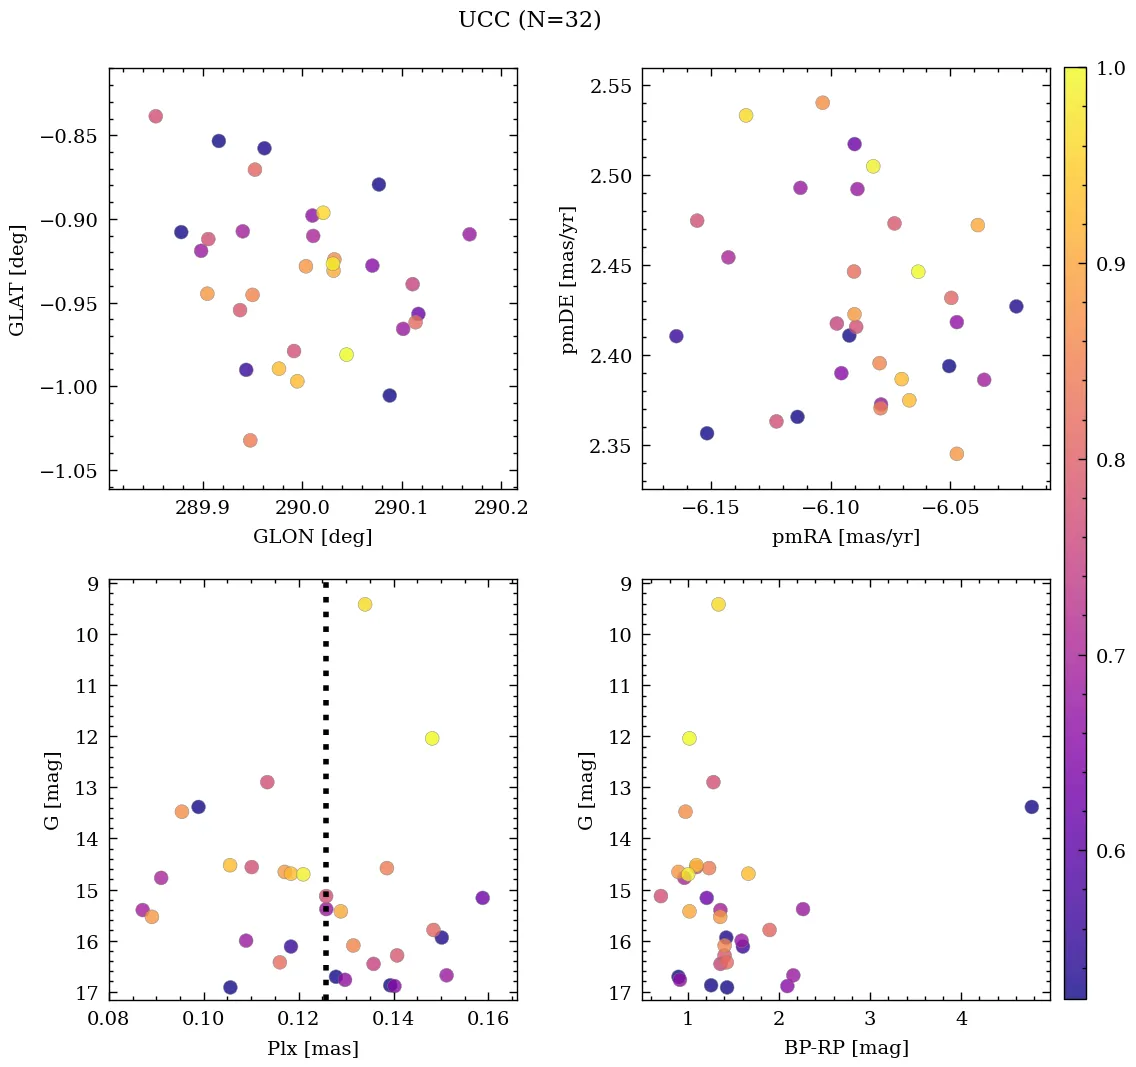 UCC (N=32)
−0.85
−0.90
−0.95
−1.00
−1.05
GLAT [deg]
289.9 290.0 290.1 290.2
GLON [deg]
2.55
2.50
2.45
2.40
2.35
pmDE [mas/yr]
−6.15 −6.10 −6.05
pmRA [mas/yr]
1.0
0.9
0.8
0.7
0.6
9
10
11
12
13
14
15
16
17
G [mag]
0.08 0.10 0.12 0.14 0.16
Plx [mas]
9
10
11
12
13
14
15
16
17
G [mag]
1 2 3 4
BP-RP [mag]